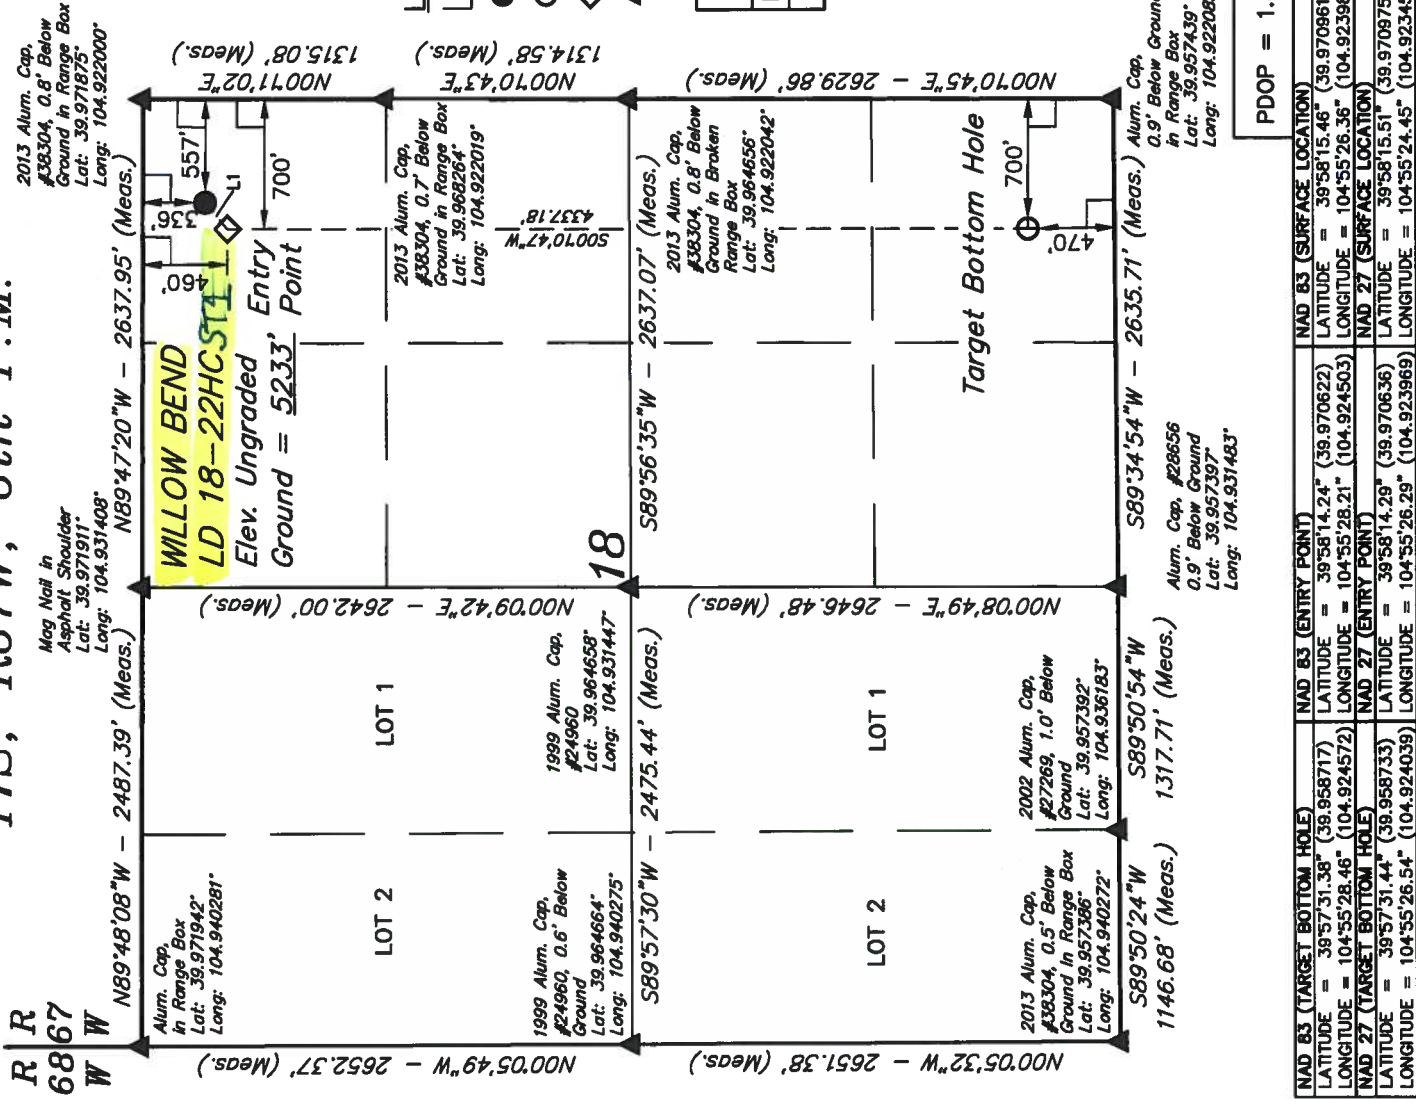 R R
68 67
W W
N89°48'08"W - 2487.39' (Meas.)
Mag Nail in
Asphalt Shoulder
Lat: 39.971911°
Long: 104.931408°
N89°47'20"W - 2637.95' (Meas.)
2013 Alum. Cap,
#38304, 0.8' Below
Ground in Range Box
Lat: 39.971875°
Long: 104.922000°
Alum. Cap,
in Range Box
Lat: 39.971942°
Long: 104.940281°
WILLOW BEND
LD 18-22HC ST1
Elev. Ungraded
Ground = 5233'
Entry
Point
460'
336'
557'
L1
700'
N00°11'02"E
1315.08' (Meas.)
N00°10'43"E
1314.58' (Meas.)
2013 Alum. Cap,
#38304, 0.7' Below
Ground in Range Box
Lat: 39.968264°
Long: 104.922019°
S00°10'47"W
4337.18'
N00°05'49"W - 2652.37' (Meas.)
LOT 2
LOT 1
N00°09'42"E - 2642.00' (Meas.)
1999 Alum. Cap,
#24960, 0.6' Below
Ground
Lat: 39.964664°
Long: 104.940275°
1999 Alum. Cap,
#24960
Lat: 39.964658°
Long: 104.931447°
18
S89°57'30"W - 2475.44' (Meas.)
S89°56'35"W - 2637.07' (Meas.)
2013 Alum. Cap,
#38304, 0.8' Below
Ground in Broken
Range Box
Lat: 39.964656°
Long: 104.922042°
N00°05'32"W - 2651.38' (Meas.)
LOT 2
LOT 1
N00°08'49"E - 2646.48' (Meas.)
N00°10'45"E - 2629.86' (Meas.)
Target Bottom Hole
700'
470'
2013 Alum. Cap,
#38304, 0.5' Below
Ground In Range Box
Lat: 39.957386°
Long: 104.940272°
2002 Alum. Cap,
#27269, 1.0' Below
Ground
Lat: 39.957392°
Long: 104.936183°
S89°50'24"W
1146.68' (Meas.)
S89°50'54"W
1317.71' (Meas.)
S89°34'54"W - 2635.71' (Meas.)
Alum. Cap, #28656
0.9' Below Ground
Lat: 39.957397°
Long: 104.931483°
Alum. Cap,
0.9' Below Ground
in Range Box
Lat: 39.957439°
PDOP = 1.
NAD 83 (TARGET BOTTOM HOLE)
LATITUDE = 39°57'31.38" (39.958717)
LONGITUDE = 104°55'28.46" (104.924572)
NAD 27 (TARGET BOTTOM HOLE)
LATITUDE = 39°57'31.44" (39.958733)
LONGITUDE = 104°55'26.54" (104.924039)
NAD 83 (ENTRY POINT)
LATITUDE = 39°58'14.24" (39.970622)
LONGITUDE = 104°55'28.21" (104.924503)
NAD 27 (ENTRY POINT)
LATITUDE = 39°58'14.29" (39.970636)
LONGITUDE = 104°55'26.29" (104.923969)
NAD 83 (SURFACE LOCATION)
LATITUDE = 39°58'15.46" (39.970961
LONGITUDE = 104°55'26.36"
NAD 27 (SURFACE LOCATION)
LATITUDE = 39°58'15.51" (39.970975
LONGITUDE = 104°55'24.45"